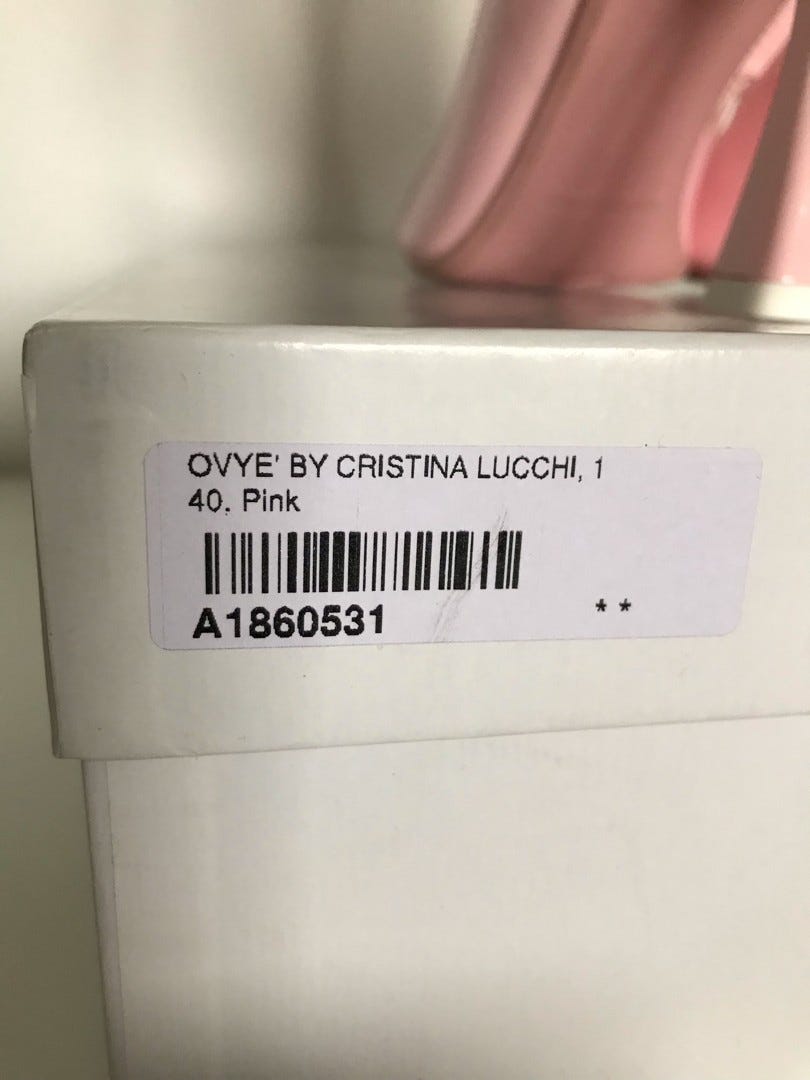 OVYE' BY CRISTINA LUCCHI, 1
40. Pink
A1860531
**